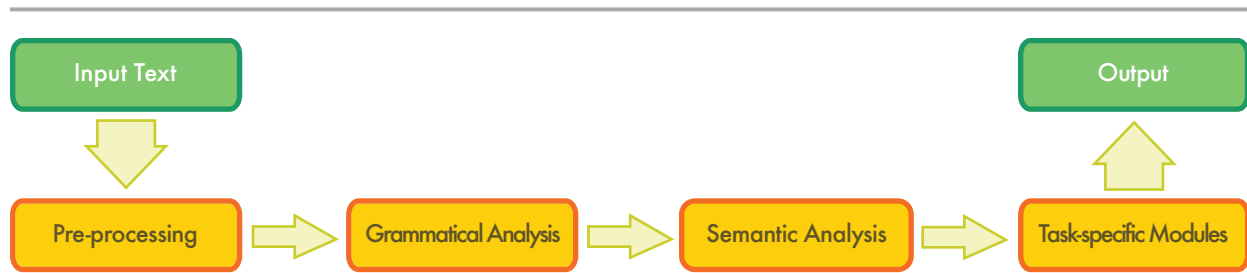 Input Text
Output
Pre-processing
Grammatical Analysis
Semantic Analysis
Task-specific Modules